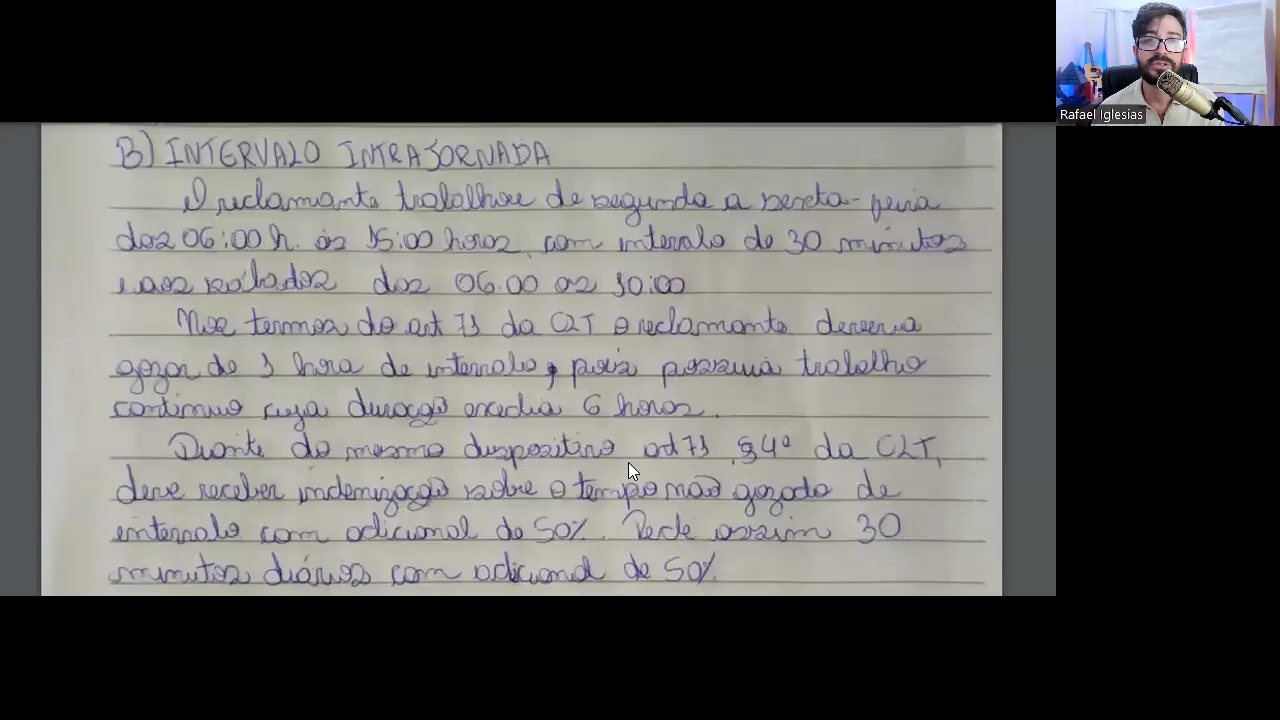 Rafael Iglesias
B) INTERVALO INTRAJORNADA
O reclamante trabalhou de segunda a sexta-feira
das 06:00h. às 15:00 horas, com intervalo de 30 minutos
e aos sábados das 06.00 as 10:00
Nos termos do art 71 da CLT o reclamante deveria
gozar de 1 hora de intervalo, pois possuia trabalho
contínuo cuja duração excedia 6 horas.
Diante do mesmo dispositivo art 71, §4º da CLT,
deve receber indenização sobre o tempo não gozado de
intervalo com adicional de 50%. Pede assim 30
minutos diários com adicional de 50%.